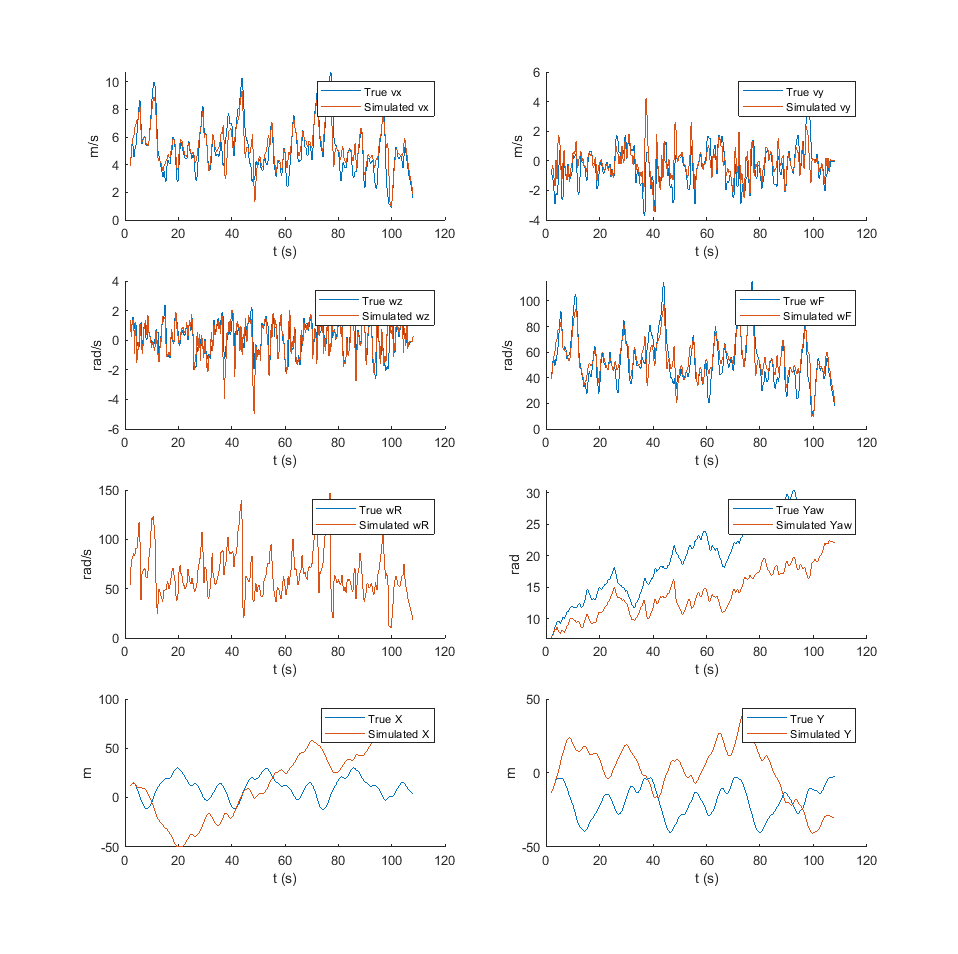 True vx
Simulated vx
10
8
6
4
2
0
m/s
0 20 40 60 80 100 120
t (s)
True vy
Simulated vy
6
4
2
0
-2
-4
m/s
0 20 40 60 80 100 120
t (s)
True wz
Simulated wz
4
2
0
-2
-4
-6
rad/s
0 20 40 60 80 100 120
t (s)
True wF
Simulated wF
100
80
60
40
20
0
rad/s
0 20 40 60 80 100 120
t (s)
True wR
Simulated wR
150
100
50
0
rad/s
0 20 40 60 80 100 120
t (s)
True Yaw
Simulated Yaw
30
25
20
15
10
rad
0 20 40 60 80 100 120
t (s)
True X
Simulated X
100
50
0
-50
m
0 20 40 60 80 100 120
t (s)
True Y
Simulated Y
50
0
-50
m
0 20 40 60 80 100 120
t (s)